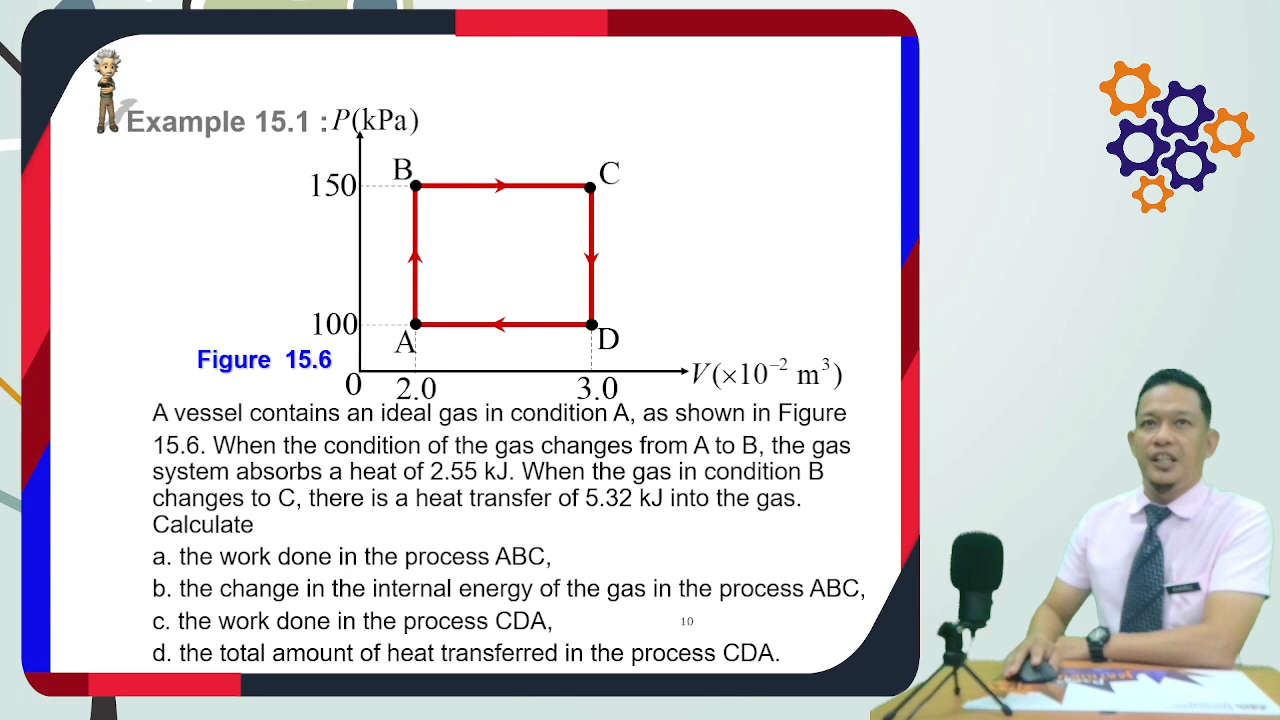 Example 15.1 :
P(kPa)
B
C
150
100
A
D
Figure 15.6
0
2.0
3.0
V(×10⁻² m³)
A vessel contains an ideal gas in condition A, as shown in Figure
15.6. When the condition of the gas changes from A to B, the gas
system absorbs a heat of 2.55 kJ. When the gas in condition B
changes to C, there is a heat transfer of 5.32 kJ into the gas.
Calculate
a. the work done in the process ABC,
b. the change in the internal energy of the gas in the process ABC,
c. the work done in the process CDA,
10
d. the total amount of heat transferred in the process CDA.